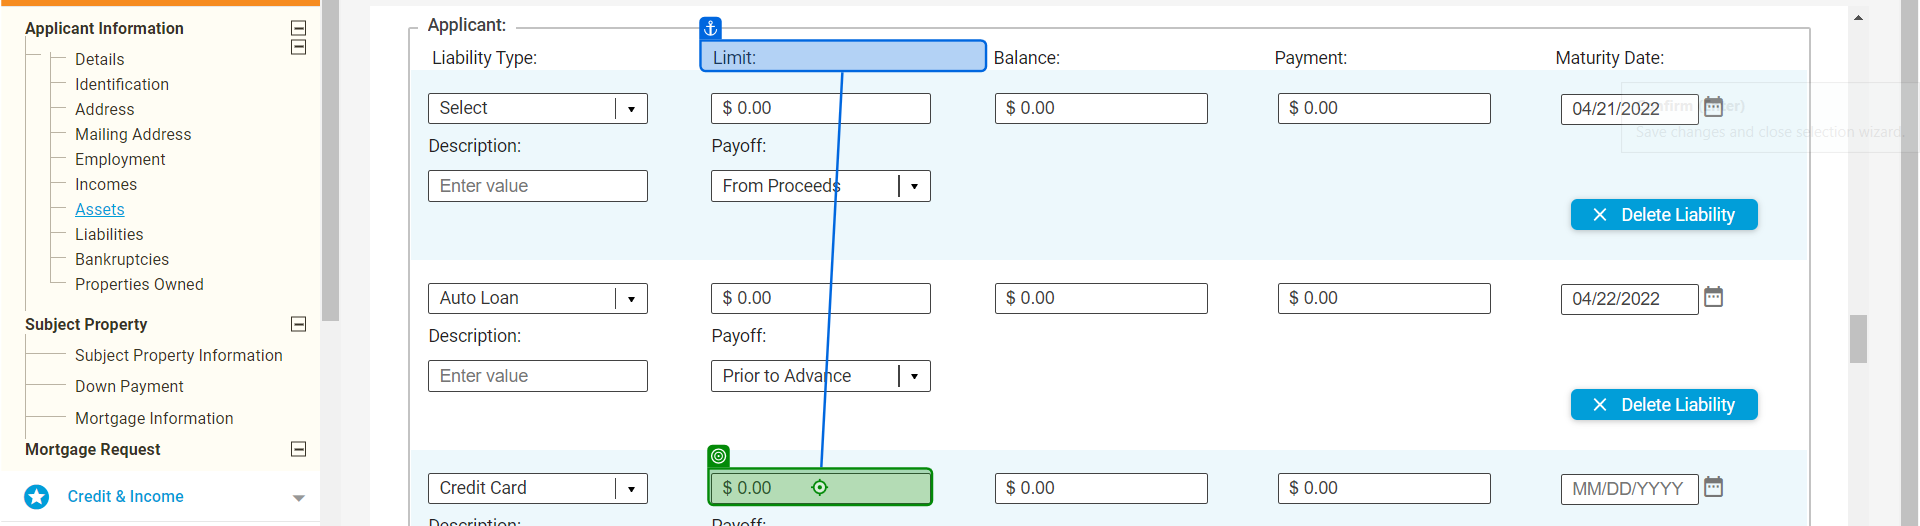 Applicant Information
Details
Identification
Address
Mailing Address
Employment
Incomes
Assets
Liabilities
Bankruptcies
Properties Owned
Subject Property
Subject Property Information
Down Payment
Mortgage Information
Mortgage Request
Credit & Income
Applicant:
Liability Type: Limit: Balance: Payment: Maturity Date:
Select $ 0.00 $ 0.00 $ 0.00 04/21/2022
Save changes and close selection wizard.
Description: Payoff:
Enter value From Proceeds
Delete Liability
Auto Loan $ 0.00 $ 0.00 $ 0.00 04/22/2022
Description: Payoff:
Enter value Prior to Advance
Delete Liability
Credit Card $ 0.00 $ 0.00 $ 0.00 MM/DD/YYYY
Description: Payoff: